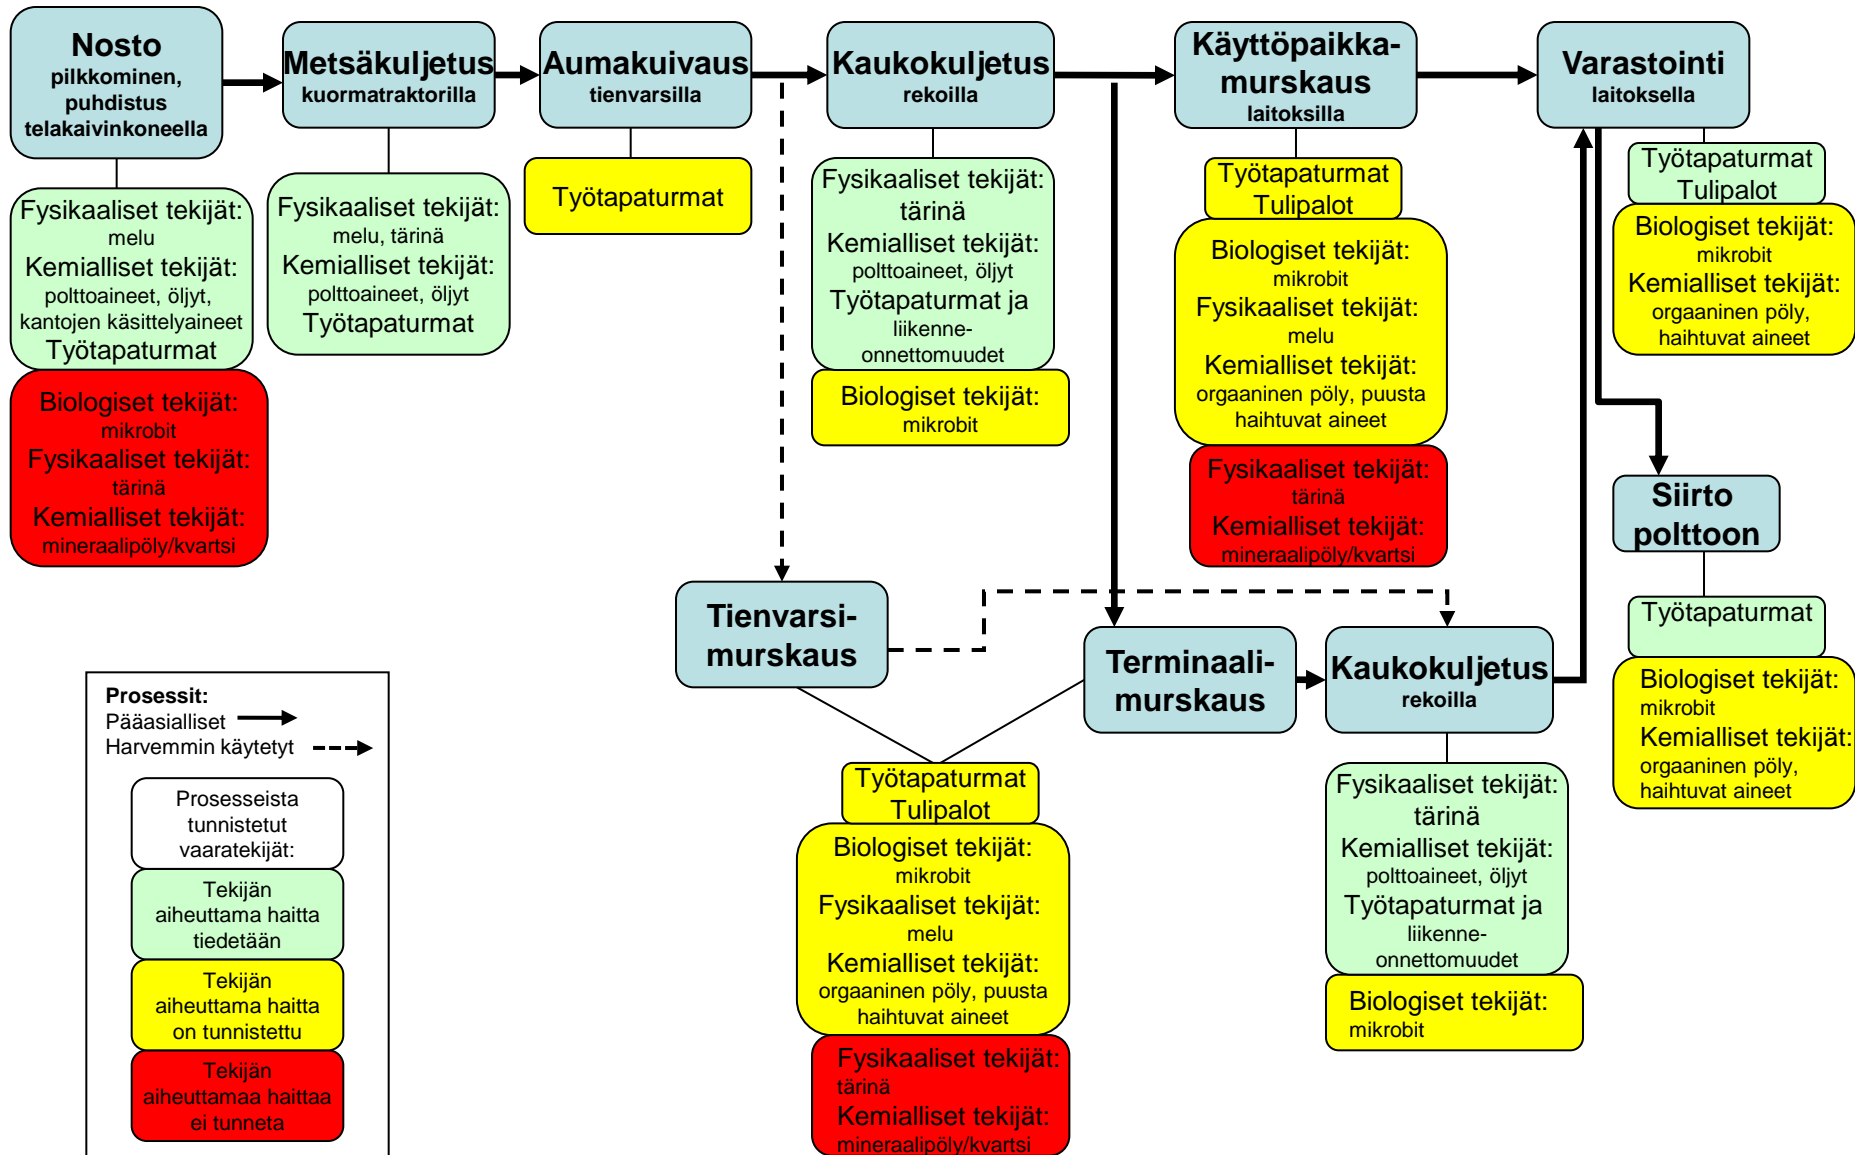 Nosto
pilkkominen,
puhdistus
telakaivinkoneella
Metsäkuljetus
kuormatraktorilla
Aumakuivaus
tienvarsilla
Kaukokuljetus
rekoilla
Käyttöpaikka-
murskaus
laitoksilla
Varastointi
laitoksella
Fysikaaliset tekijät:
melu
Kemialliset tekijät:
polttoaineet, öljyt,
kantojen käsittelyaineet
Työtapaturmat
Biologiset tekijät:
mikrobit
Fysikaaliset tekijät:
tärinä
Kemialliset tekijät:
mineraalipöly/kvartsi
Fysikaaliset tekijät:
melu, tärinä
Kemialliset tekijät:
polttoaineet, öljyt
Työtapaturmat
Työtapaturmat
Fysikaaliset tekijät:
tärinä
Kemialliset tekijät:
polttoaineet, öljyt
Työtapaturmat ja
liikenne-
onnettomuudet
Biologiset tekijät:
mikrobit
Työtapaturmat
Tulipalot
Biologiset tekijät:
mikrobit
Fysikaaliset tekijät:
melu
Kemialliset tekijät:
orgaaninen pöly, puusta
haihtuvat aineet
Fysikaaliset tekijät:
tärinä
Kemialliset tekijät:
mineraalipöly/kvartsi
Työtapaturmat
Tulipalot
Biologiset tekijät:
mikrobit
Kemialliset tekijät:
orgaaninen pöly,
haihtuvat aineet
Siirto
polttoon
Työtapaturmat
Biologiset tekijät:
mikrobit
Kemialliset tekijät:
orgaaninen pöly,
haihtuvat aineet
Tienvarsi-
murskaus
Terminaali-
murskaus
Kaukokuljetus
rekoilla
Työtapaturmat
Tulipalot
Biologiset tekijät:
mikrobit
Fysikaaliset tekijät:
melu
Kemialliset tekijät:
orgaaninen pöly, puusta
haihtuvat aineet
Fysikaaliset tekijät:
tärinä
Kemialliset tekijät:
mineraalipöly/kvartsi
Fysikaaliset tekijät:
tärinä
Kemialliset tekijät:
polttoaineet, öljyt
Työtapaturmat ja
liikenne-
onnettomuudet
Biologiset tekijät:
mikrobit
Prosessit:
Pääasialliset
Harvemmin käytetyt
Prosesseista
tunnistetut
vaaratekijät:
Tekijän
aiheuttama haitta
tiedetään
Tekijän
aiheuttama haitta
on tunnistettu
Tekijän
aiheuttamaa haittaa
ei tunneta